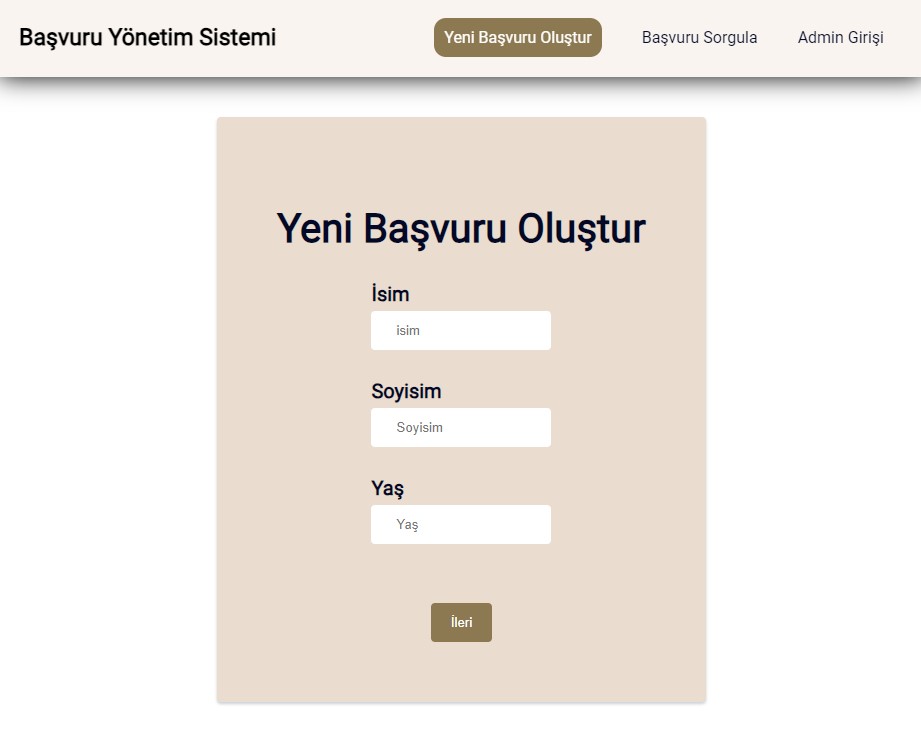 Başvuru Yönetim Sistemi
Yeni Başvuru Oluştur
Başvuru Sorgula
Admin Girişi
Yeni Başvuru Oluştur
İsim
isim
Soyisim
Soyisim
Yaş
Yaş
İleri